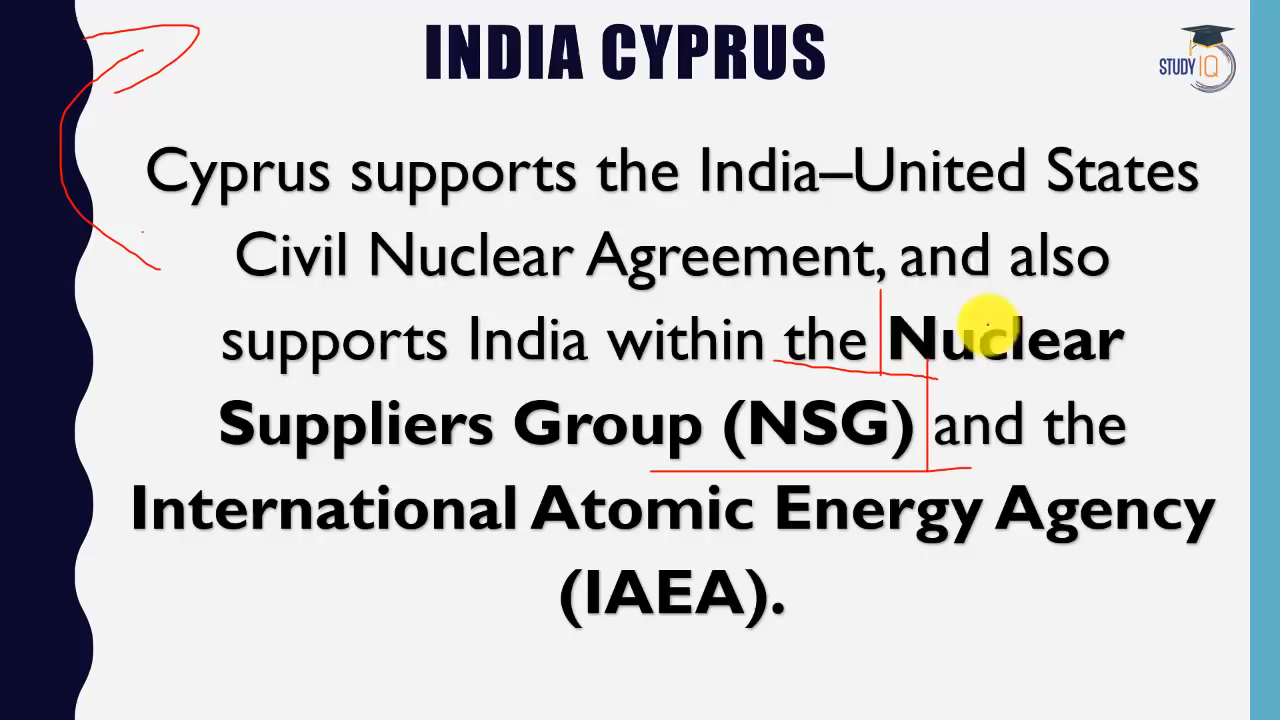 INDIA CYPRUS
STUDY IQ
Cyprus supports the India–United States
Civil Nuclear Agreement, and also
supports India within the Nuclear
Suppliers Group (NSG) and the
International Atomic Energy Agency
(IAEA).